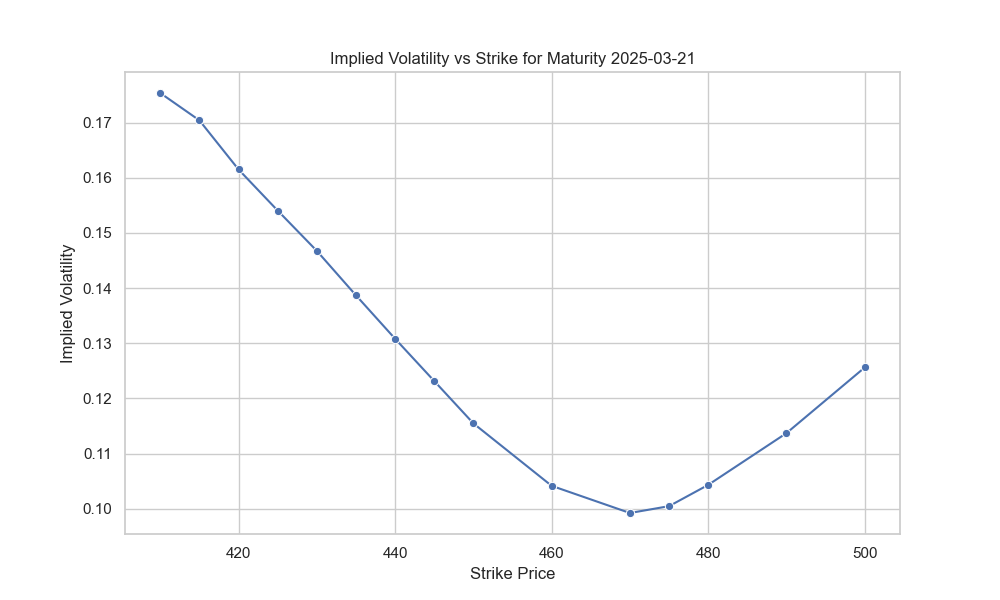 Implied Volatility vs Strike for Maturity 2025-03-21
Implied Volatility
0.17
0.16
0.15
0.14
0.13
0.12
0.11
0.10
420 440 460 480 500
Strike Price